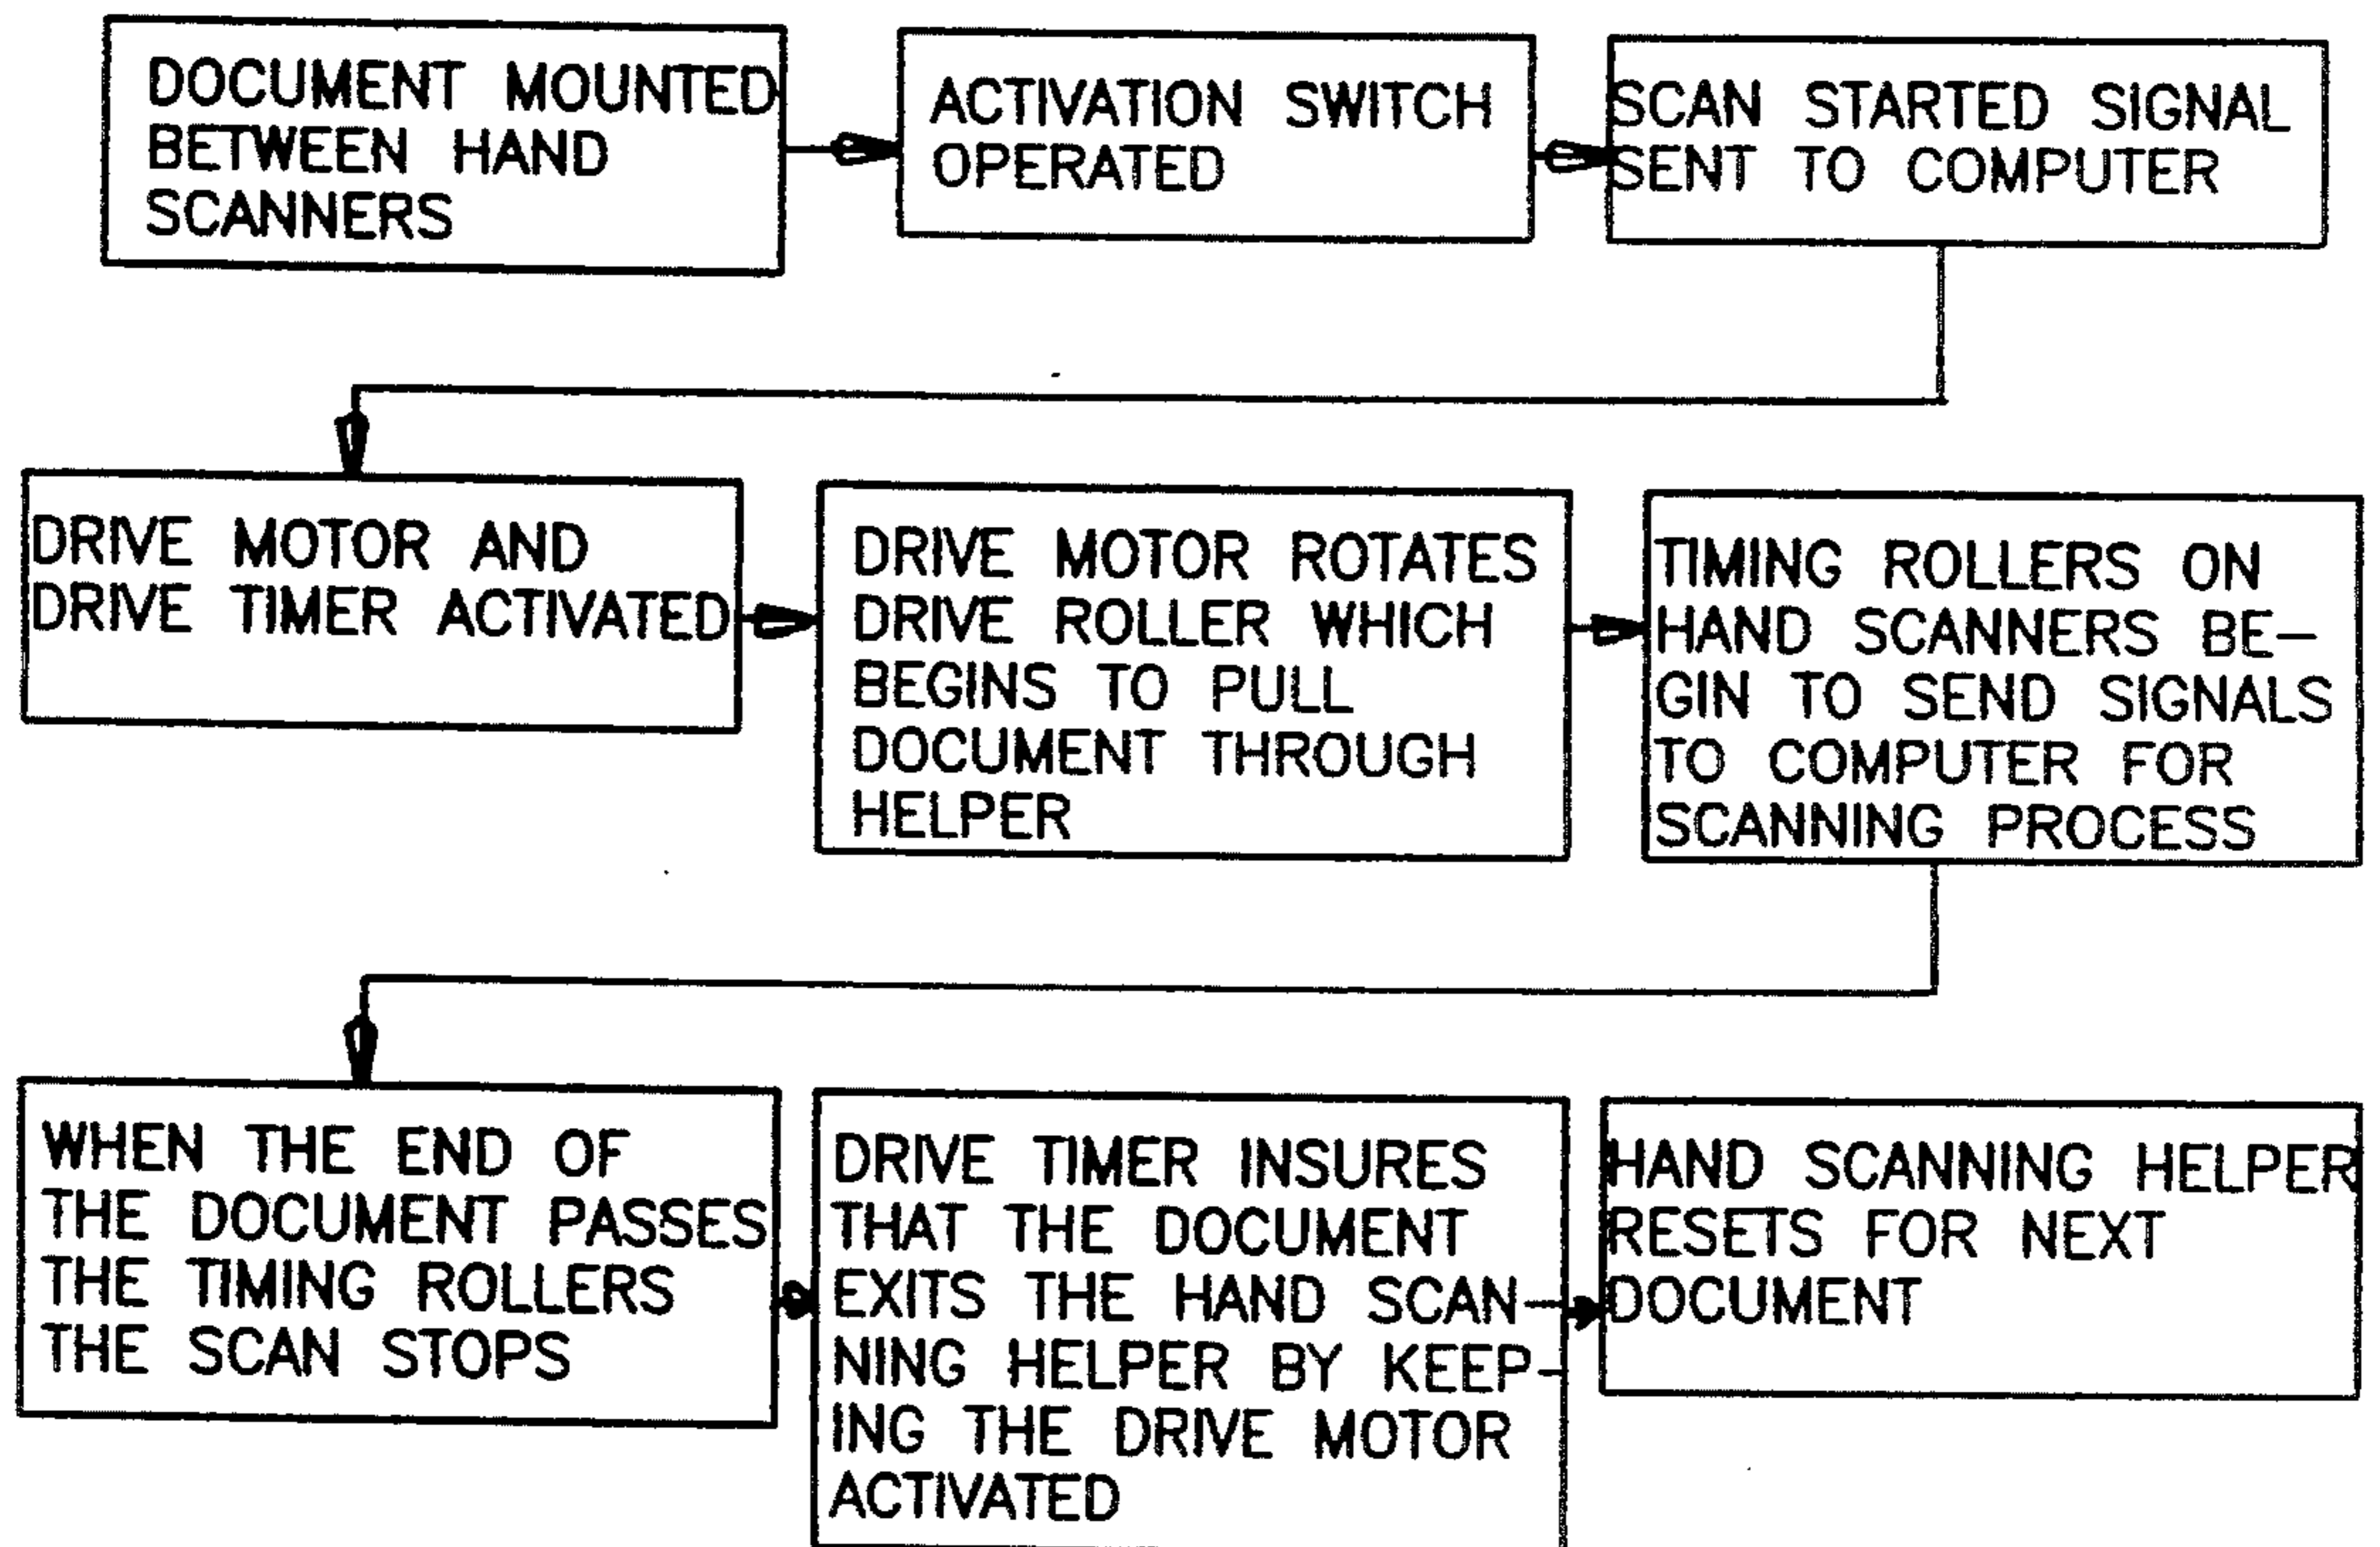 DOCUMENT MOUNTED
BETWEEN HAND
SCANNERS
ACTIVATION SWITCH
OPERATED
SCAN STARTED SIGNAL
SENT TO COMPUTER
DRIVE MOTOR AND
DRIVE TIMER ACTIVATED
DRIVE MOTOR ROTATES
DRIVE ROLLER WHICH
BEGINS TO PULL
DOCUMENT THROUGH
HELPER
TIMING ROLLERS ON
HAND SCANNERS BE-
GIN TO SEND SIGNALS
TO COMPUTER FOR
SCANNING PROCESS
WHEN THE END OF
THE DOCUMENT PASSES
THE TIMING ROLLERS
THE SCAN STOPS
DRIVE TIMER INSURES
THAT THE DOCUMENT
EXITS THE HAND SCAN-
NING HELPER BY KEEP-
ING THE DRIVE MOTOR
ACTIVATED
HAND SCANNING HELPER
RESETS FOR NEXT
DOCUMENT